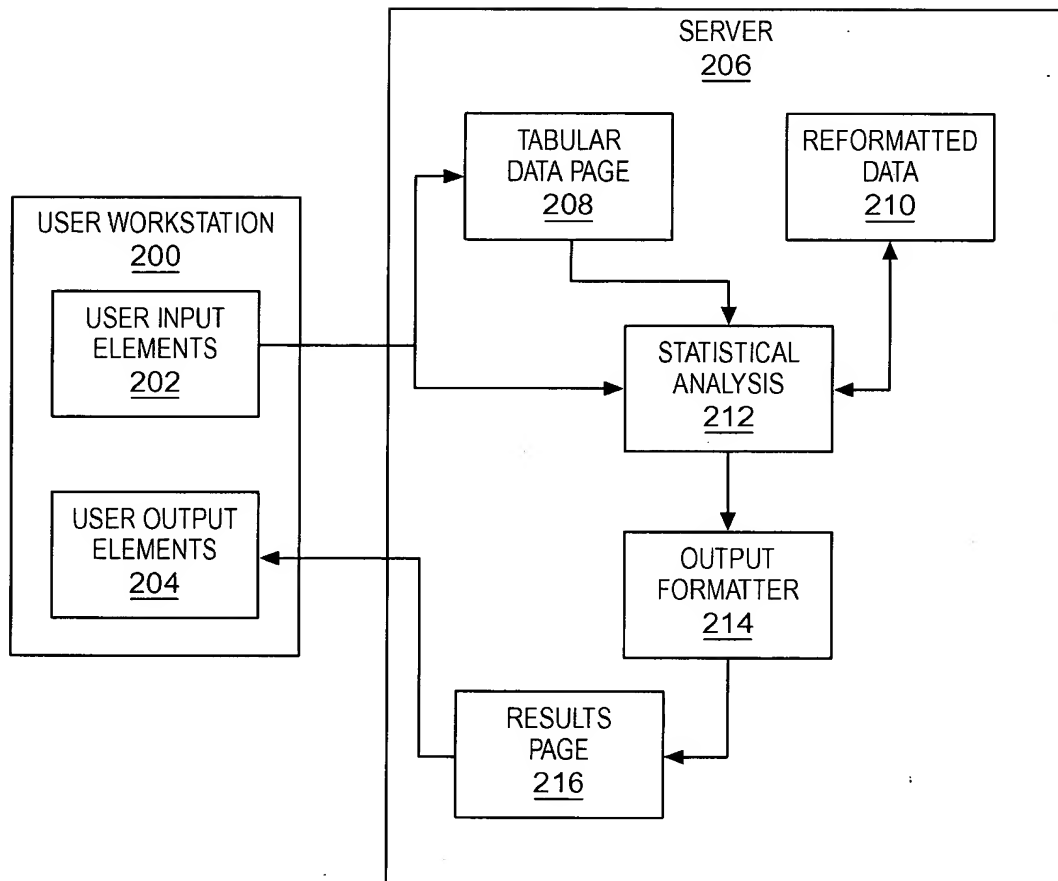 SERVER
206
TABULAR
DATA PAGE
208
REFORMATTED
DATA
210
USER WORKSTATION
200
USER INPUT
ELEMENTS
202
STATISTICAL
ANALYSIS
212
USER OUTPUT
ELEMENTS
204
OUTPUT
FORMATTER
214
RESULTS
PAGE
216